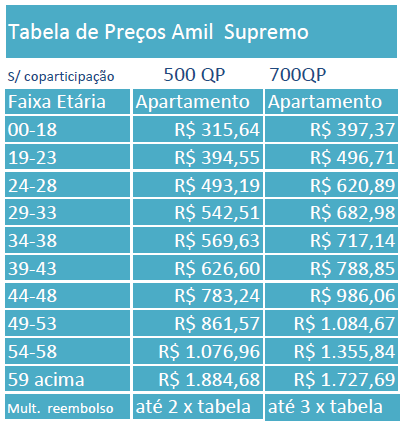 Tabela de Preços Amil Supremo
S/ coparticipação 500 QP 700QP
Faixa Etária Apartamento Apartamento
00-18 R$ 315,64 R$ 397,37
19-23 R$ 394,55 R$ 496,71
24-28 R$ 493,19 R$ 620,89
29-33 R$ 542,51 R$ 682,98
34-38 R$ 569,63 R$ 717,14
39-43 R$ 626,60 R$ 788,85
44-48 R$ 783,24 R$ 986,06
49-53 R$ 861,57 R$ 1.084,67
54-58 R$ 1.076,96 R$ 1.355,84
59 acima R$ 1.884,68 R$ 1.727,69
Mult. reembolso até 2 x tabela até 3 x tabela